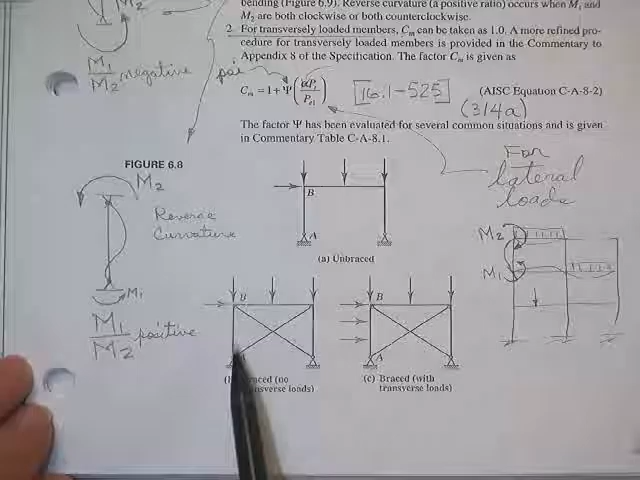 M2
bending (Figure 6.9). Reverse curvature (a positive ratio) occurs when M1 and
M2 are both clockwise or both counterclockwise.
2. For transversely loaded members, Cm can be taken as 1.0. A more refined pro-
cedure for transversely loaded members is provided in the Commentary to
Appendix 8 of the Specification. The factor Cm is given as
M1
M2 negative
psi
Cm = 1 + Ψ(αPr/Pe1)
[16.1-525]
(AISC Equation C-A-8-2)
(314a)
The factor Ψ has been evaluated for several common situations and is given
in Commentary Table C-A-8.1.
For
lateral
loads
FIGURE 6.8
M2
Reverse
Curvature
M1
M1
M2 positive
B
A
(a) Unbraced
M2
M1
B
B
A
(b) Braced (no
transverse loads)
(c) Braced (with
transverse loads)